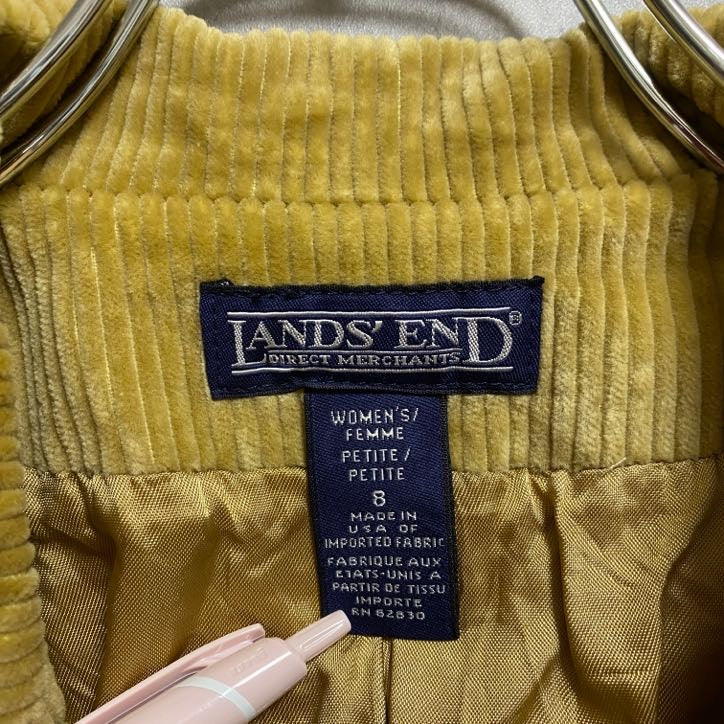 LANDS' END®
DIRECT MERCHANTS
WOMEN'S/
FEMME
PETITE/
PETITE
8
MADE IN
USA OF
IMPORTED FABRIC
FABRIQUE AUX
ETATS-UNIS A
PARTIR DE TISSU
IMPORTE
RN 62830